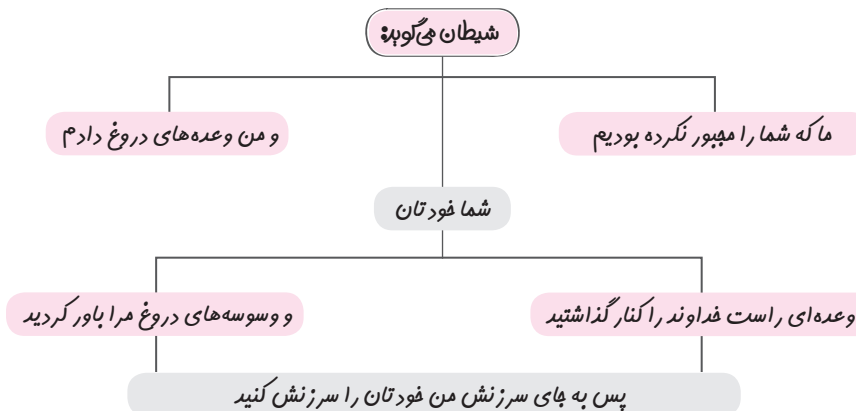 شیطان می‌گوید:
ما که شما را مجبور نکرده بودیم
و من وعده‌های دروغ دادم
شما خودتان
وعده‌ای راست خداوند را کنار گذاشتید
و وسوسه‌های دروغ مرا باور کردید
پس به جای سرزنش من خودتان را سرزنش کنید